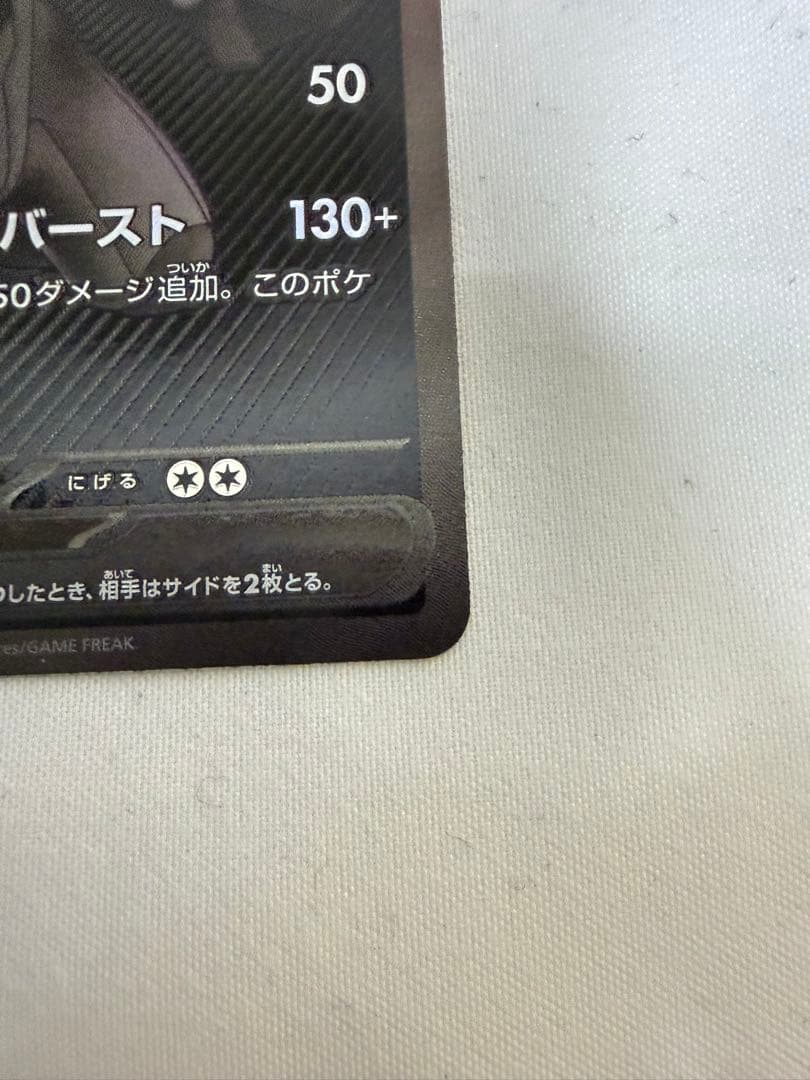 50
バースト 130+
ついか
50ダメージ追加。このポケ
にげる
あいて まい
したとき、相手はサイドを2枚とる。
res/GAME FREAK